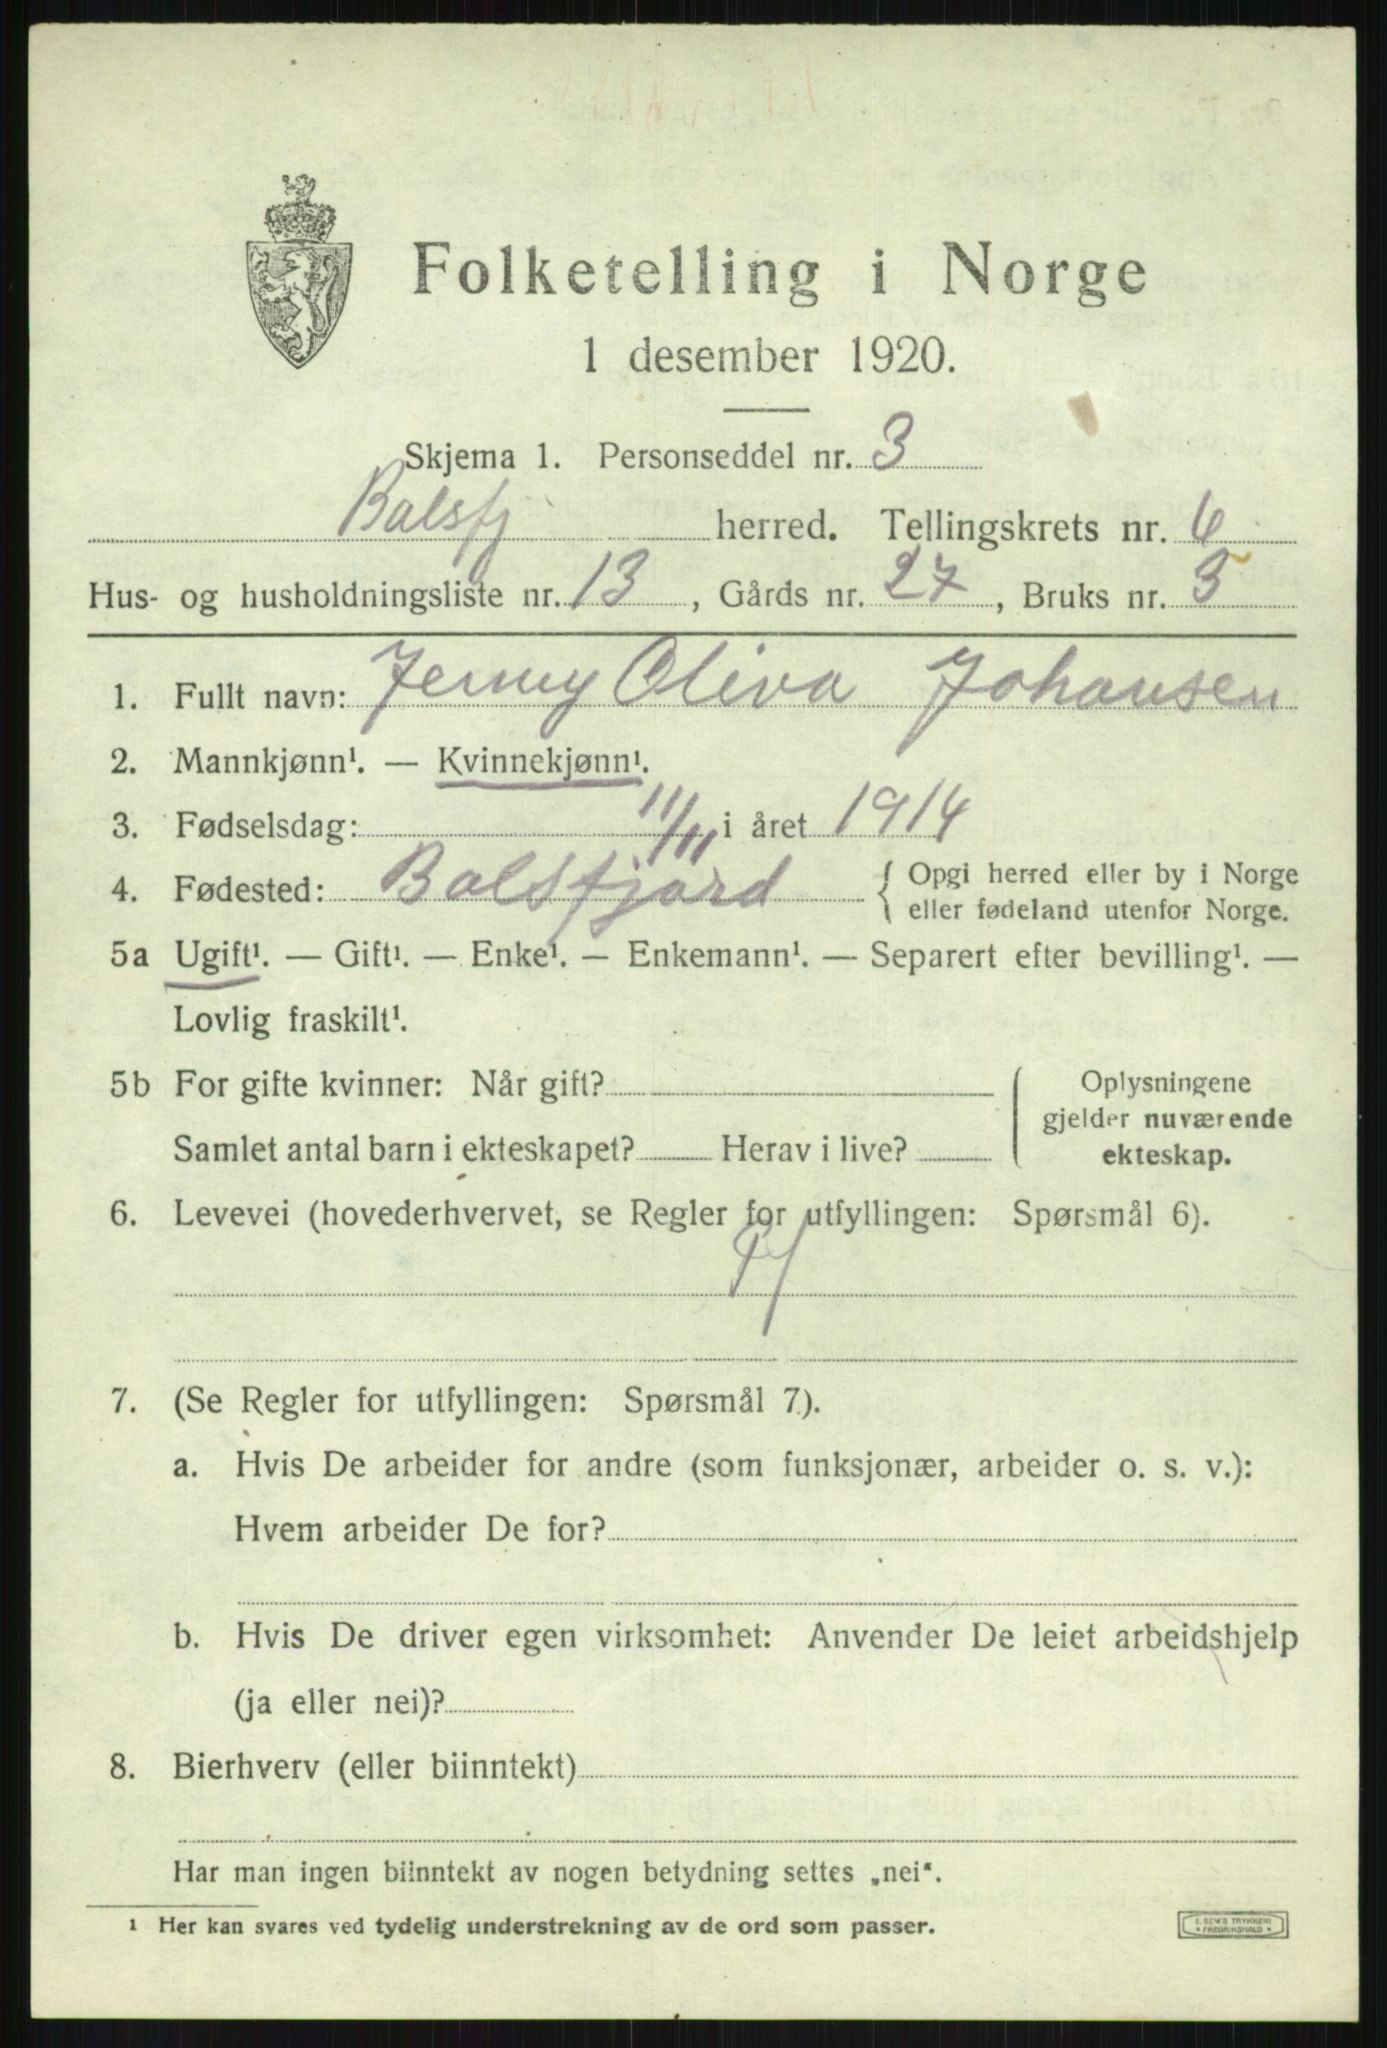 Folketelling i Norge
1 desember 1920.
Skjema 1. Personseddel nr. 3
Balsfj herred. Tellingskrets nr. 6
Hus- og husholdningsliste nr. 13, Gårds nr. 27, Bruks nr. 3
1. Fullt navn: Jenny Oliva Johansen
2. Mannkjønn¹. — Kvinnekjønn¹.
3. Fødselsdag: 11/11 i året 1914
4. Fødested: Balsfjord { Opgi herred eller by i Norge
eller fødeland utenfor Norge.
5a Ugift¹. — Gift¹. — Enke¹. — Enkemann¹. — Separert efter bevilling¹. —
Lovlig fraskilt¹.
5b For gifte kvinner: Når gift?
Samlet antal barn i ekteskapet? Herav i live?
Oplysningene
gjelder nuværende
ekteskap.
6. Levevei (hovederhvervet, se Regler for utfyllingen: Spørsmål 6).
7. (Se Regler for utfyllingen: Spørsmål 7).
a. Hvis De arbeider for andre (som funksjonær, arbeider o. s. v.):
Hvem arbeider De for?
b. Hvis De driver egen virksomhet: Anvender De leiet arbeidshjelp
(ja eller nei)?
8. Bierhverv (eller biinntekt)
Har man ingen biinntekt av nogen betydning settes „nei“.
¹ Her kan svares ved tydelig understrekning av de ord som passer.
E. SEM'S TRYKKERI
FREDRIKSHALD